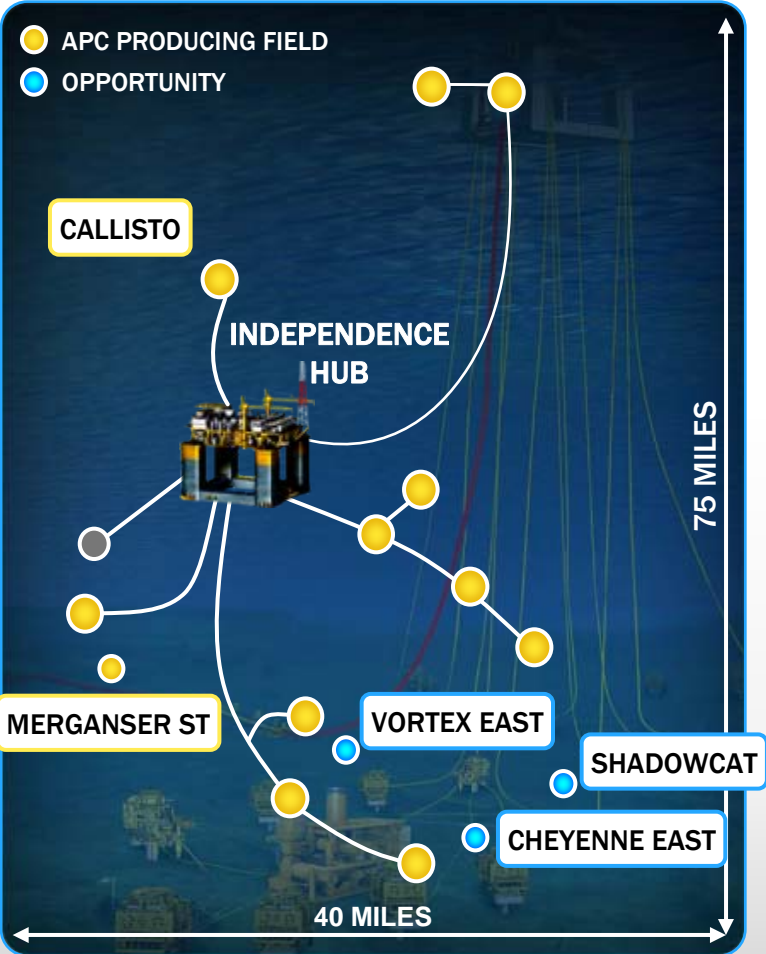 APC PRODUCING FIELD
OPPORTUNITY
CALLISTO
INDEPENDENCE
HUB
75 MILES
MERGANSER ST
VORTEX EAST
SHADOWCAT
CHEYENNE EAST
40 MILES